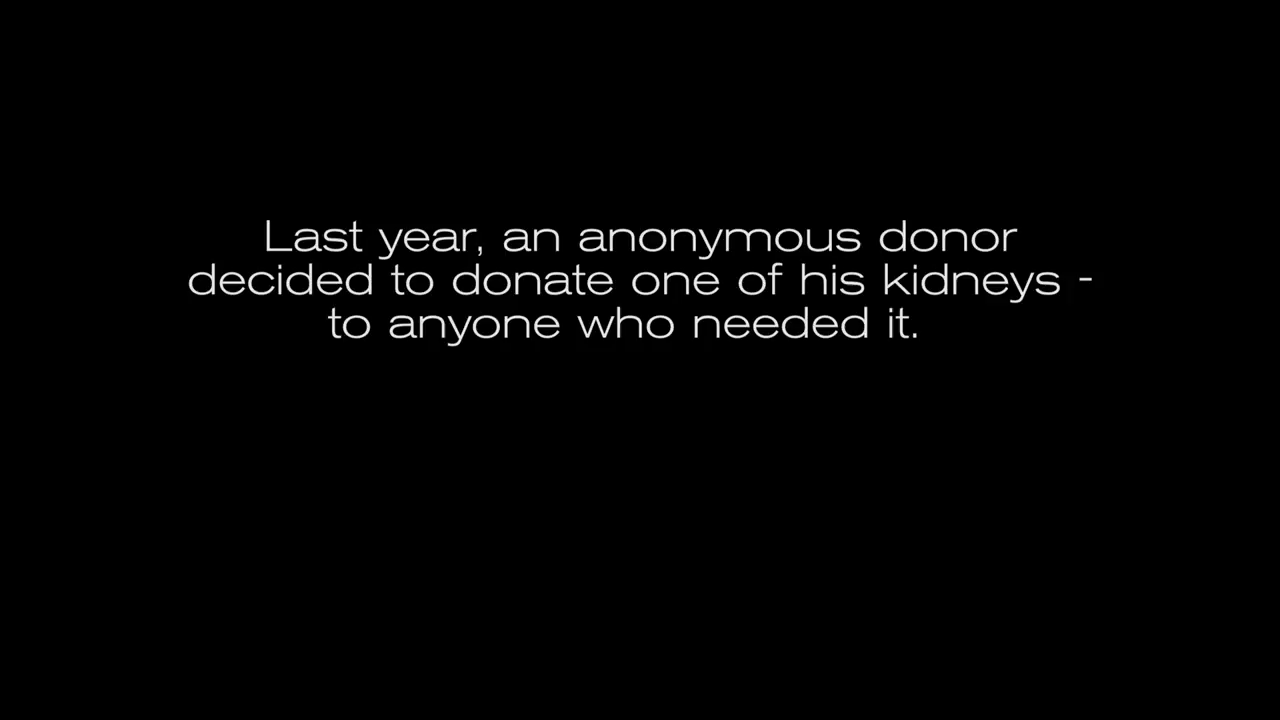 Last year, an anonymous donor
decided to donate one of his kidneys -
to anyone who needed it.